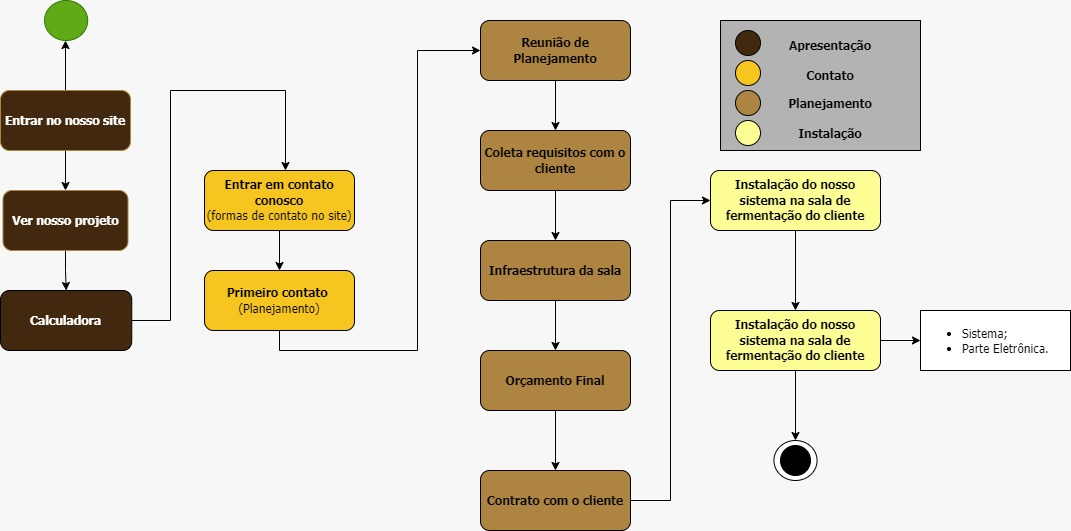 Entrar no nosso site
Ver nosso projeto
Calculadora
Entrar em contato
conosco
(formas de contato no site)
Primeiro contato
(Planejamento)
Reunião de
Planejamento
Coleta requisitos com o
cliente
Infraestrutura da sala
Orçamento Final
Contrato com o cliente
Apresentação
Contato
Planejamento
Instalação
Instalação do nosso
sistema na sala de
fermentação do cliente
Instalação do nosso
sistema na sala de
fermentação do cliente
• Sistema;
• Parte Eletrônica.